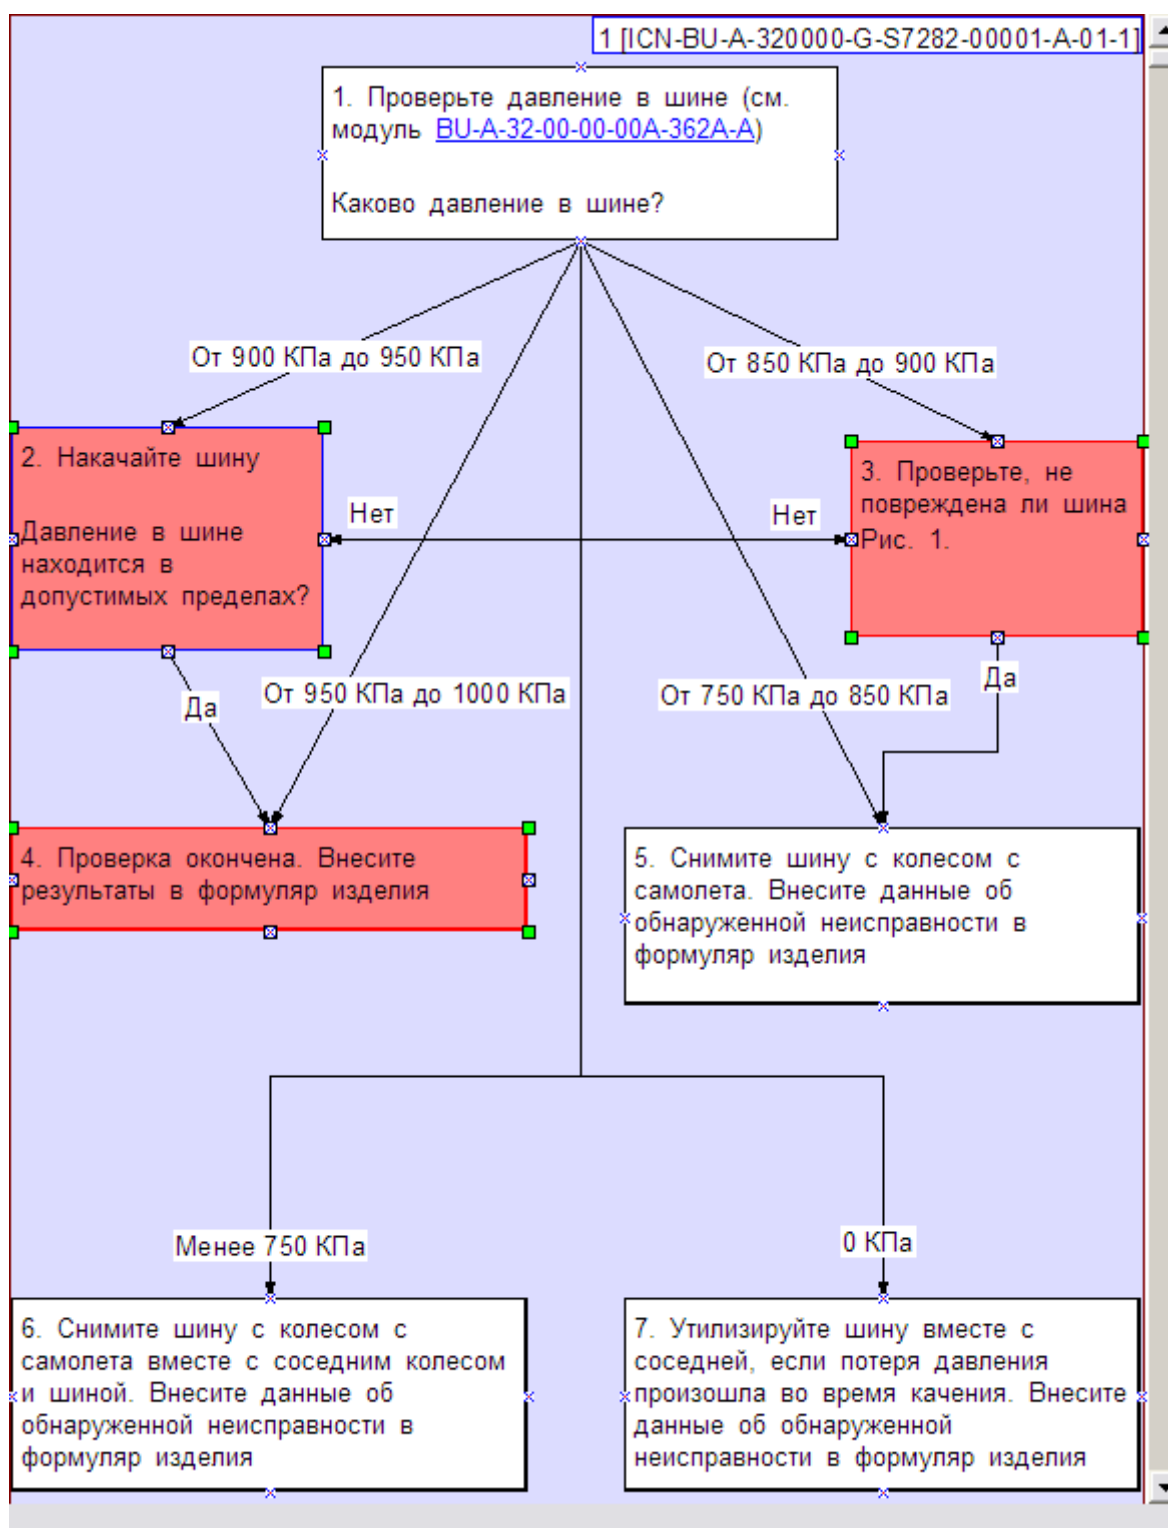 1 [ICN-BU-A-320000-G-S7282-00001-A-01-1]
1. Проверьте давление в шине (см.
модуль BU-A-32-00-00-00A-362A-A)
Каково давление в шине?
От 900 КПа до 950 КПа
От 850 КПа до 900 КПа
2. Накачайте шину
Давление в шине
находится в
допустимых пределах?
Нет
Нет
3. Проверьте, не
повреждена ли шина
Рис. 1.
Да
От 950 КПа до 1000 КПа
От 750 КПа до 850 КПа
Да
4. Проверка окончена. Внесите
результаты в формуляр изделия
5. Снимите шину с колесом с
самолета. Внесите данные об
обнаруженной неисправности в
формуляр изделия
Менее 750 КПа
0 КПа
6. Снимите шину с колесом с
самолета вместе с соседним колесом
и шиной. Внесите данные об
обнаруженной неисправности в
формуляр изделия
7. Утилизируйте шину вместе с
соседней, если потеря давления
произошла во время качения. Внесите
данные об обнаруженной
неисправности в формуляр изделия